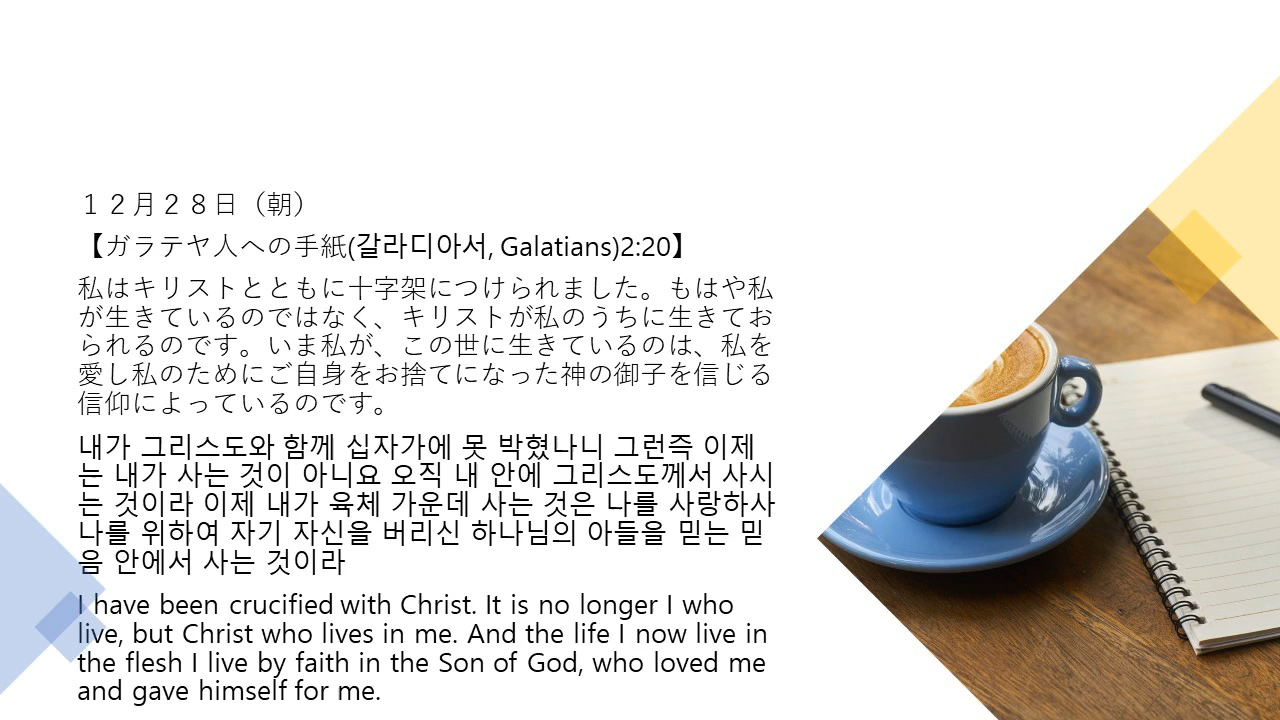 １２月２８日（朝）
【ガラテヤ人への手紙(갈라디아서, Galatians)2:20】
私はキリストとともに十字架につけられました。もはや私
が生きているのではなく、キリストが私のうちに生きてお
られるのです。いま私が、この世に生きているのは、私を
愛し私のためにご自身をお捨てになった神の御子を信じる
信仰によっているのです。
내가 그리스도와 함께 십자가에 못 박혔나니 그런즉 이제
는 내가 사는 것이 아니요 오직 내 안에 그리스도께서 사시
는 것이라 이제 내가 육체 가운데 사는 것은 나를 사랑하사
나를 위하여 자기 자신을 버리신 하나님의 아들을 믿는 믿
음 안에서 사는 것이라
I have been crucified with Christ. It is no longer I who
live, but Christ who lives in me. And the life I now live in
the flesh I live by faith in the Son of God, who loved me
and gave himself for me.